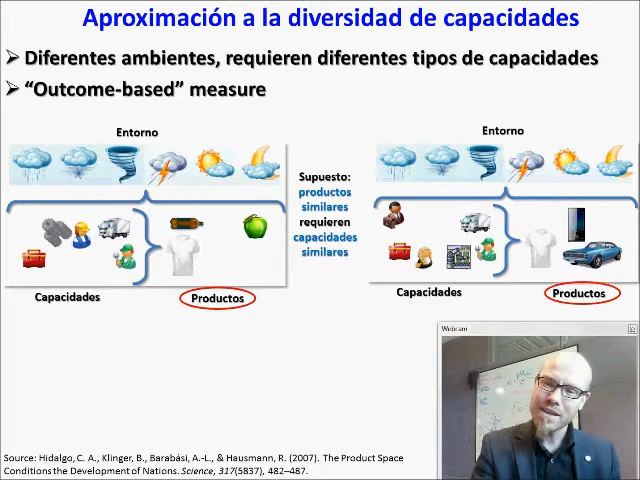 Aproximación a la diversidad de capacidades
Diferentes ambientes, requieren diferentes tipos de capacidades
“Outcome-based” measure
Entorno
Capacidades
Productos
Supuesto:
productos
similares
requieren
capacidades
similares
Entorno
Capacidades
Productos
Webcam
Source: Hidalgo, C. A., Klinger, B., Barabási, A.-L., & Hausmann, R. (2007). The Product Space
Conditions the Development of Nations. Science, 317(5837), 482–487.